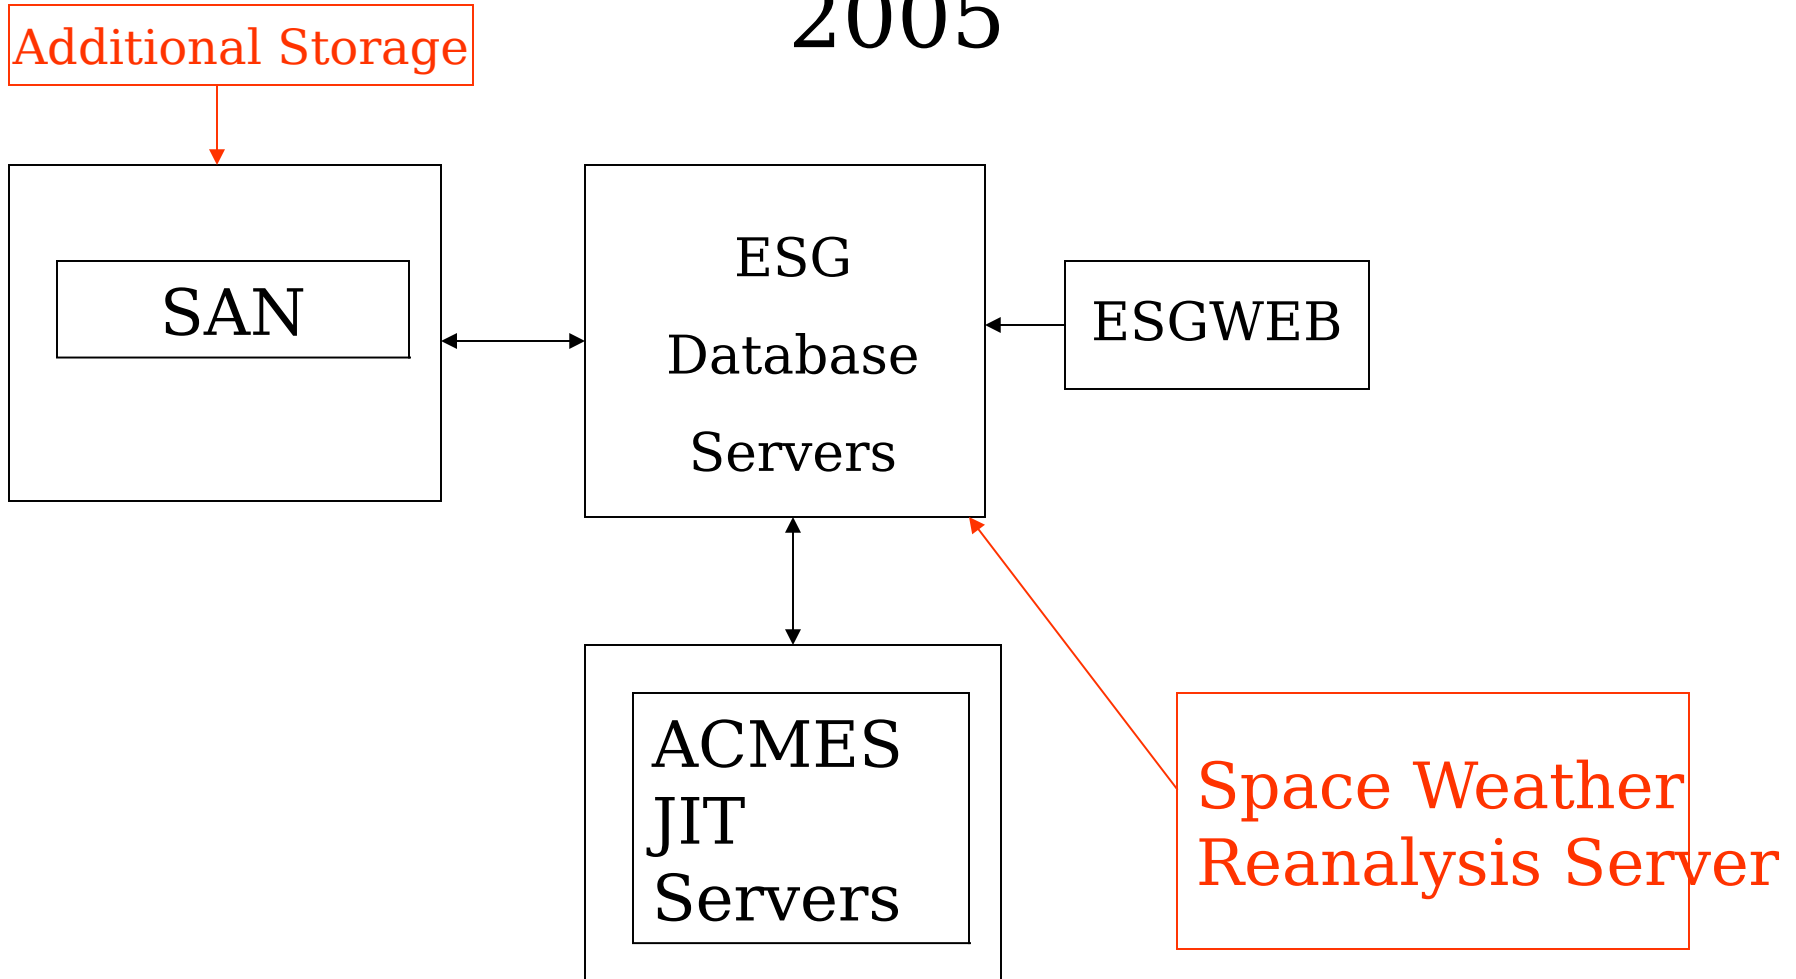 2005
Additional Storage
SAN
ESG
Database
Servers
ESGWEB
ACMES
JIT
Servers
Space Weather
Reanalysis Server